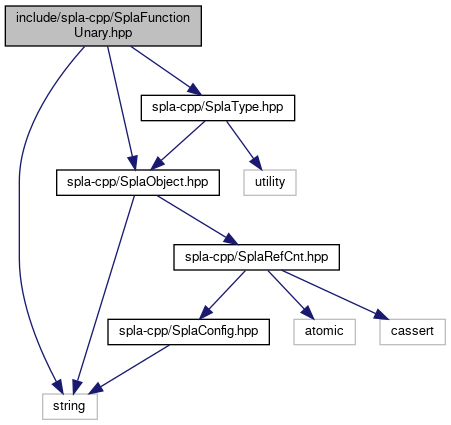 include/spla-cpp/SplaFunction
Unary.hpp
spla-cpp/SplaType.hpp
spla-cpp/SplaObject.hpp
utility
spla-cpp/SplaRefCnt.hpp
spla-cpp/SplaConfig.hpp
atomic
cassert
string